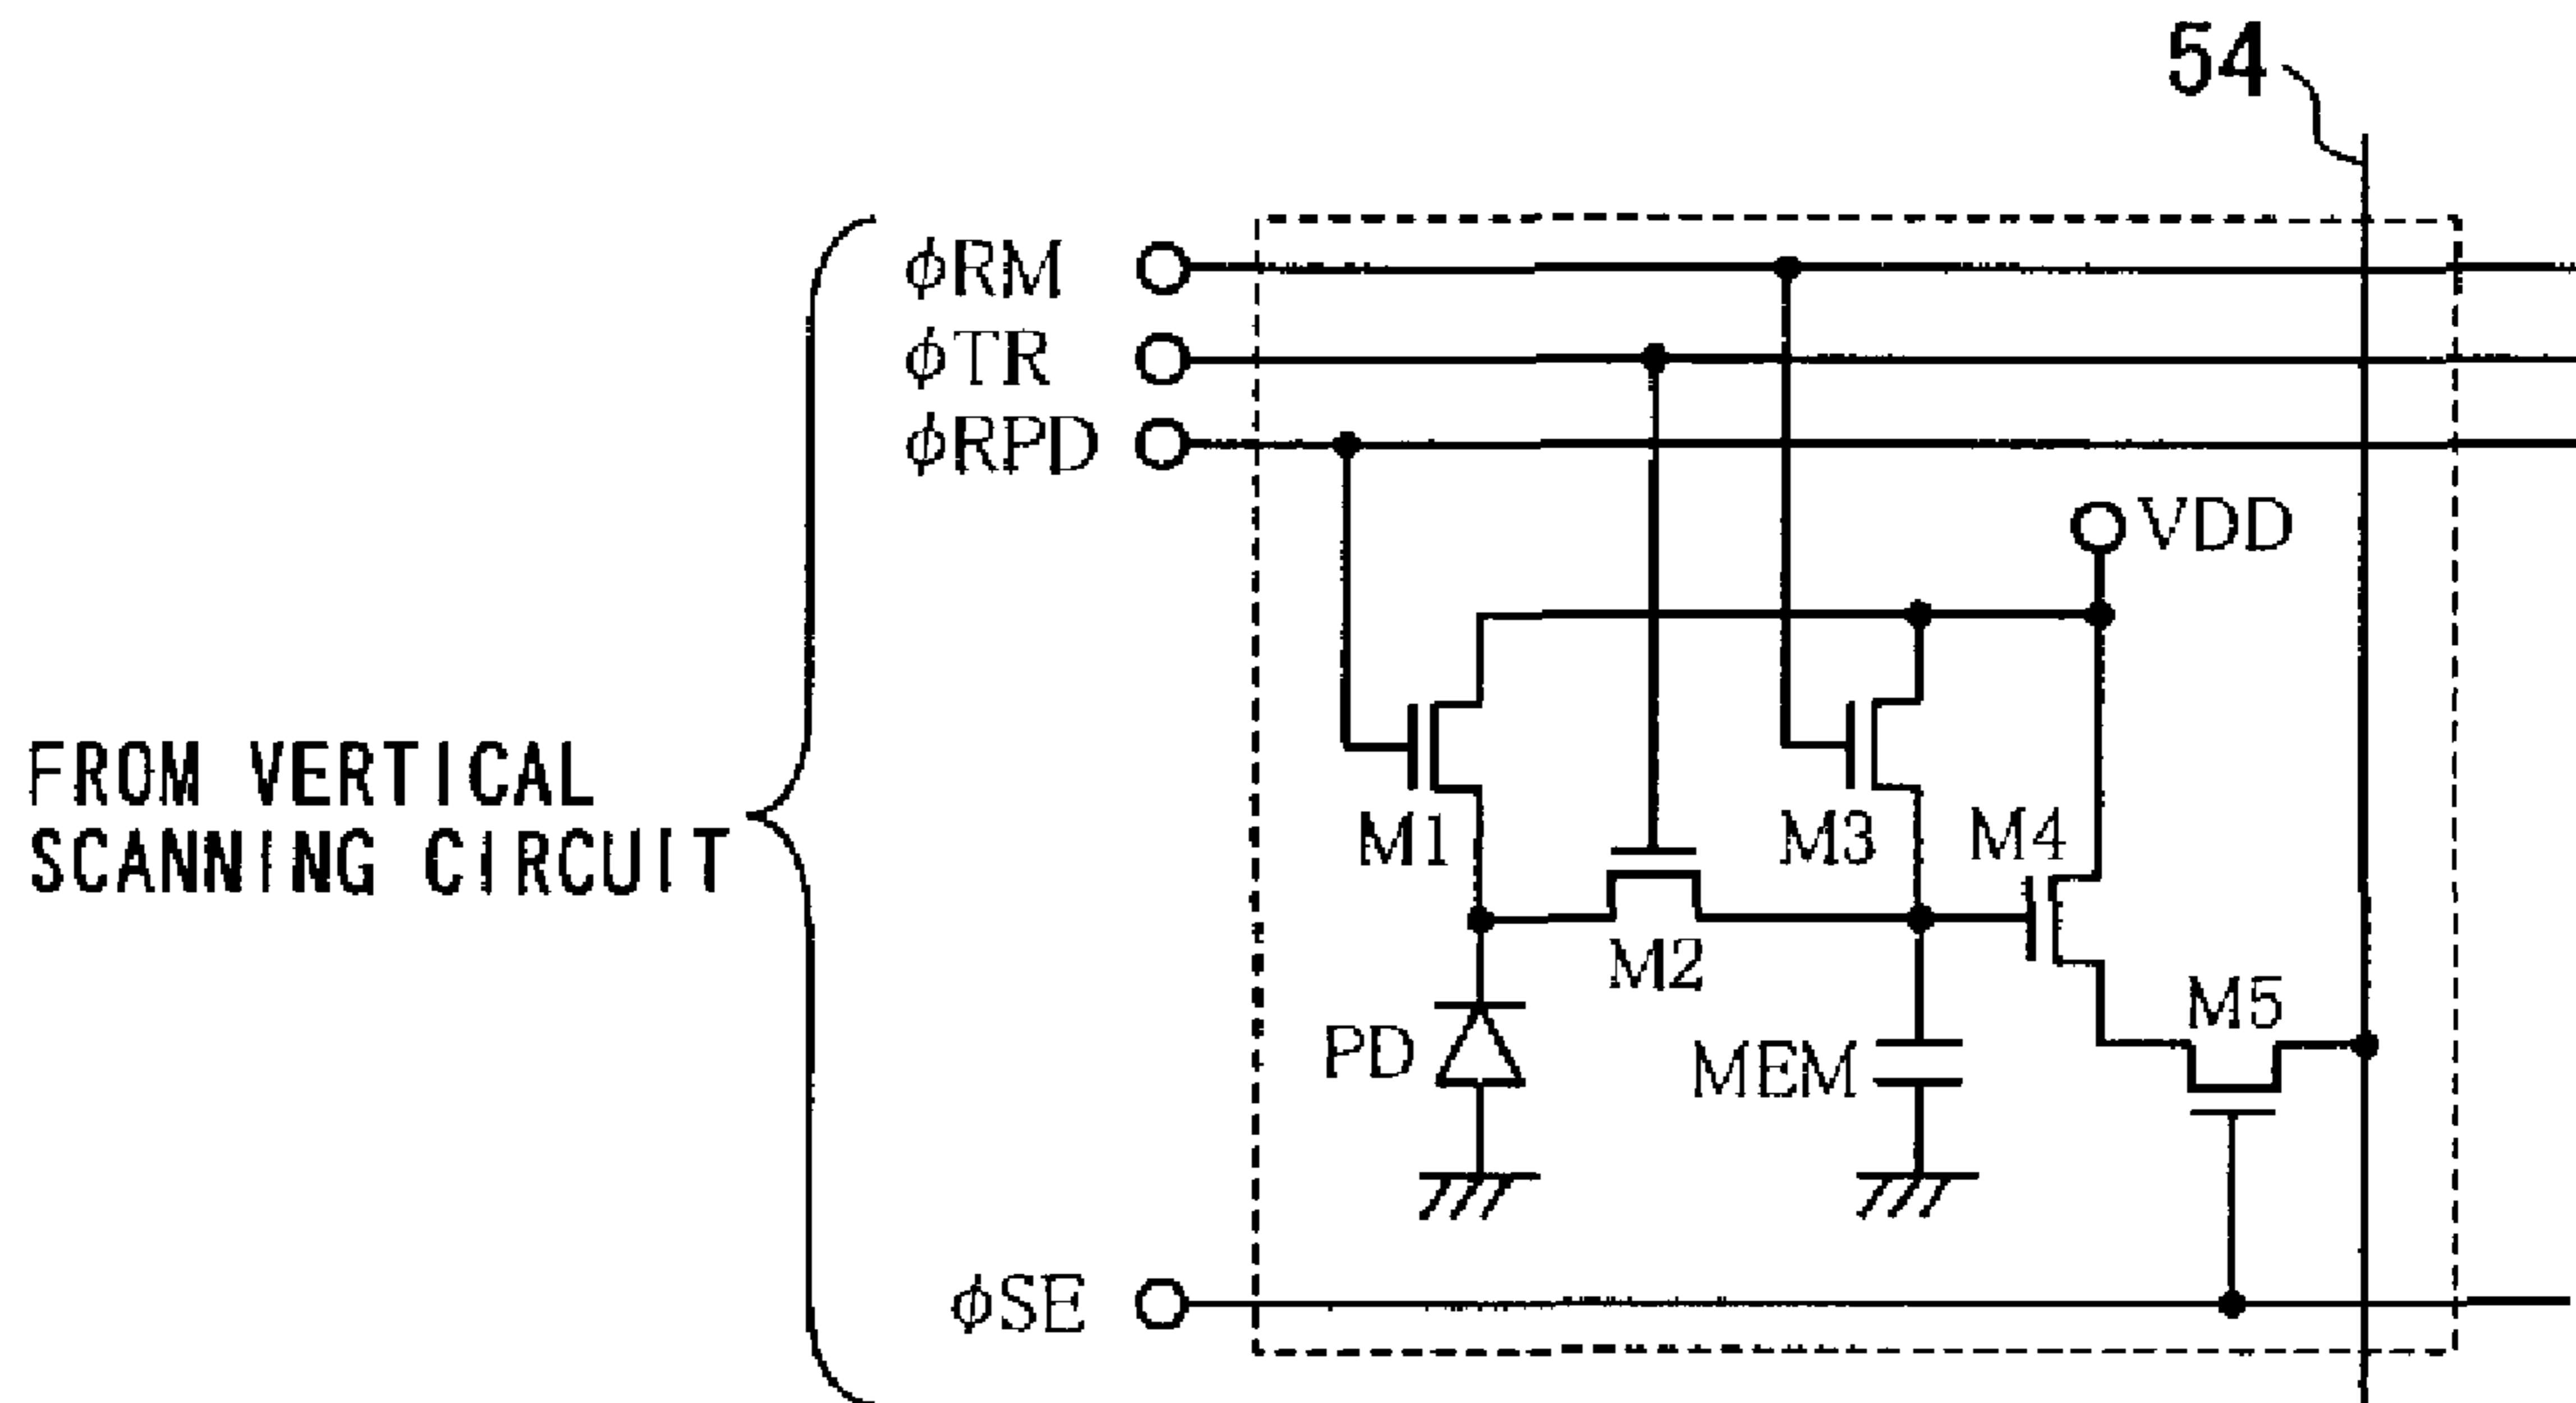 54
φRM
φTR
φRPD
VDD
FROM VERTICAL
SCANNING CIRCUIT
M1
M3
M4
M2
M5
PD
MEM
φSE